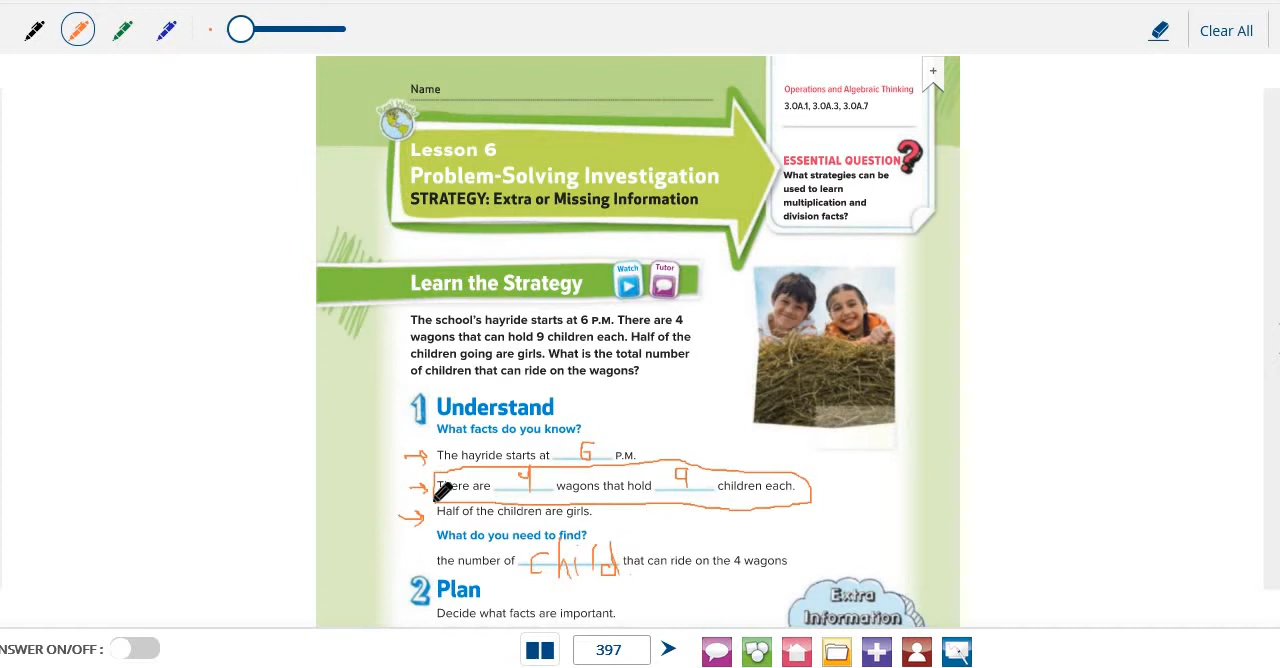 Clear All
Name
+
Operations and Algebraic Thinking
3.OA.1, 3.OA.3, 3.OA.7
Lesson 6
Problem-Solving Investigation
STRATEGY: Extra or Missing Information
ESSENTIAL QUESTION ?
What strategies can be
used to learn
multiplication and
division facts?
Learn the Strategy
Watch
Tutor
The school's hayride starts at 6 P.M. There are 4
wagons that can hold 9 children each. Half of the
children going are girls. What is the total number
of children that can ride on the wagons?
1 Understand
What facts do you know?
The hayride starts at 6 P.M.
There are 4 wagons that hold 9 children each.
Half of the children are girls.
What do you need to find?
the number of child. that can ride on the 4 wagons
2 Plan
Decide what facts are important.
Extra
Information
NSWER ON/OFF :
397